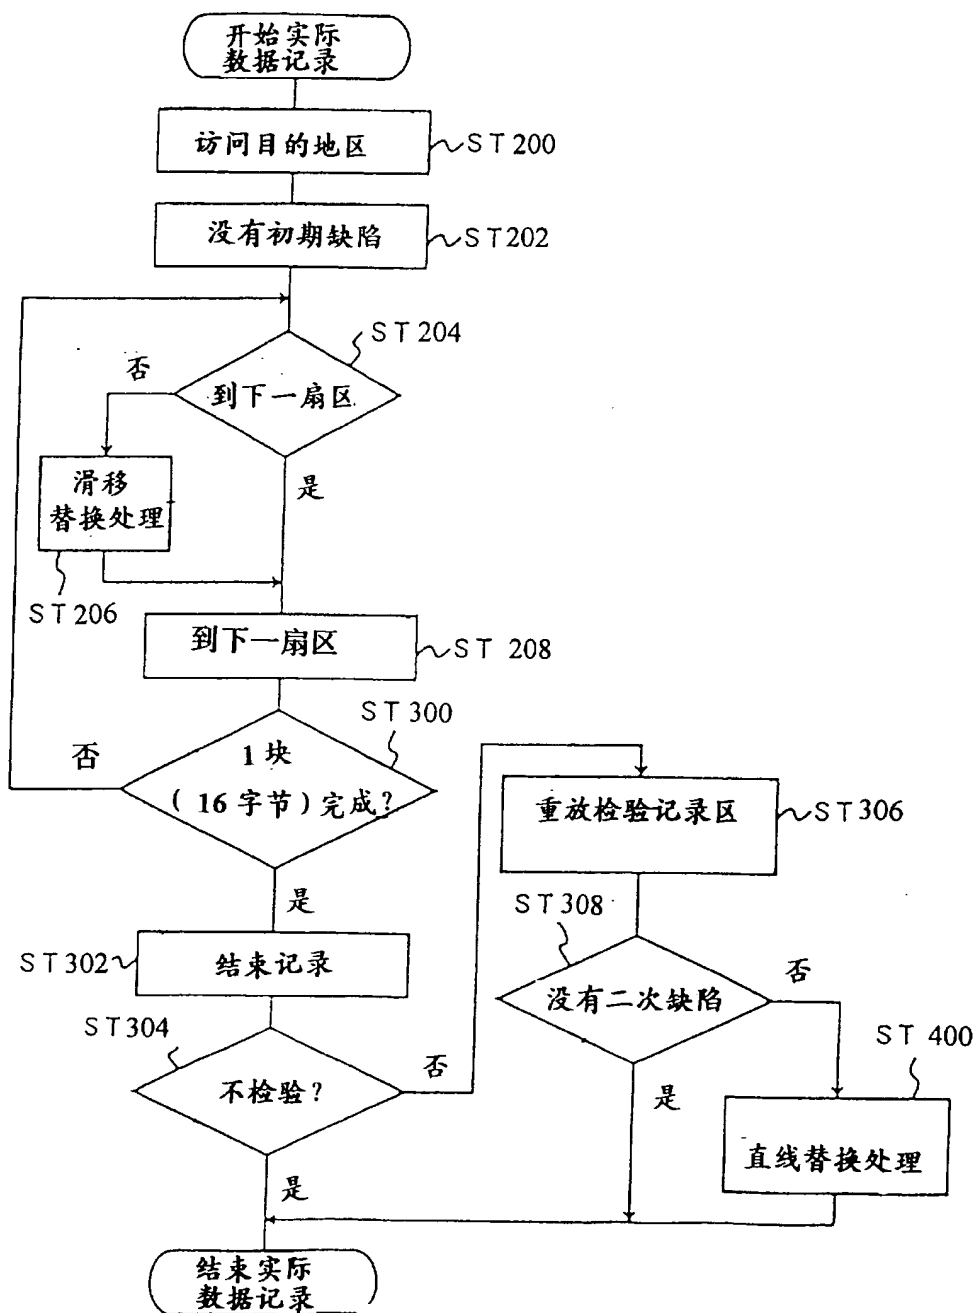 开始实际
数据记录
访问目的地区
ST200
没有初期缺陷
ST202
ST204
否
到下一扇区
是
滑移
替换处理
ST206
到下一扇区
ST 208
ST300
否
1块
(16字节)完成?
是
ST302
结束记录
ST304
不检验?
否
是
重放检验记录区
ST306
ST308
没有二次缺陷
否
是
ST 400
直线替换处理
结束实际
数据记录